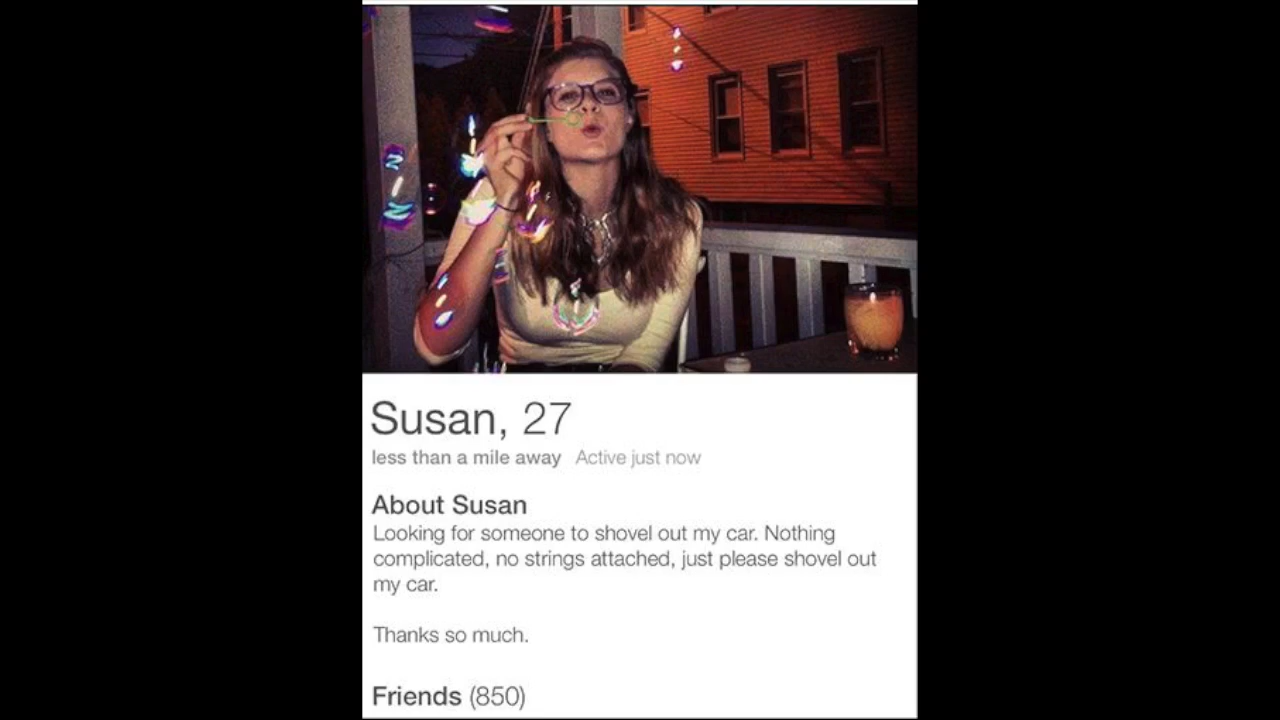 Susan, 27
less than a mile away Active just now
About Susan
Looking for someone to shovel out my car. Nothing
complicated, no strings attached, just please shovel out
my car.
Thanks so much.
Friends (850)